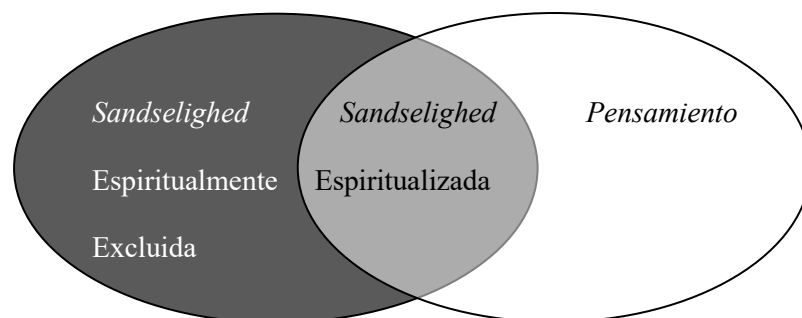 Sandselighed
Espiritualmente
Excluida
Sandselighed
Espiritualizada
Pensamiento